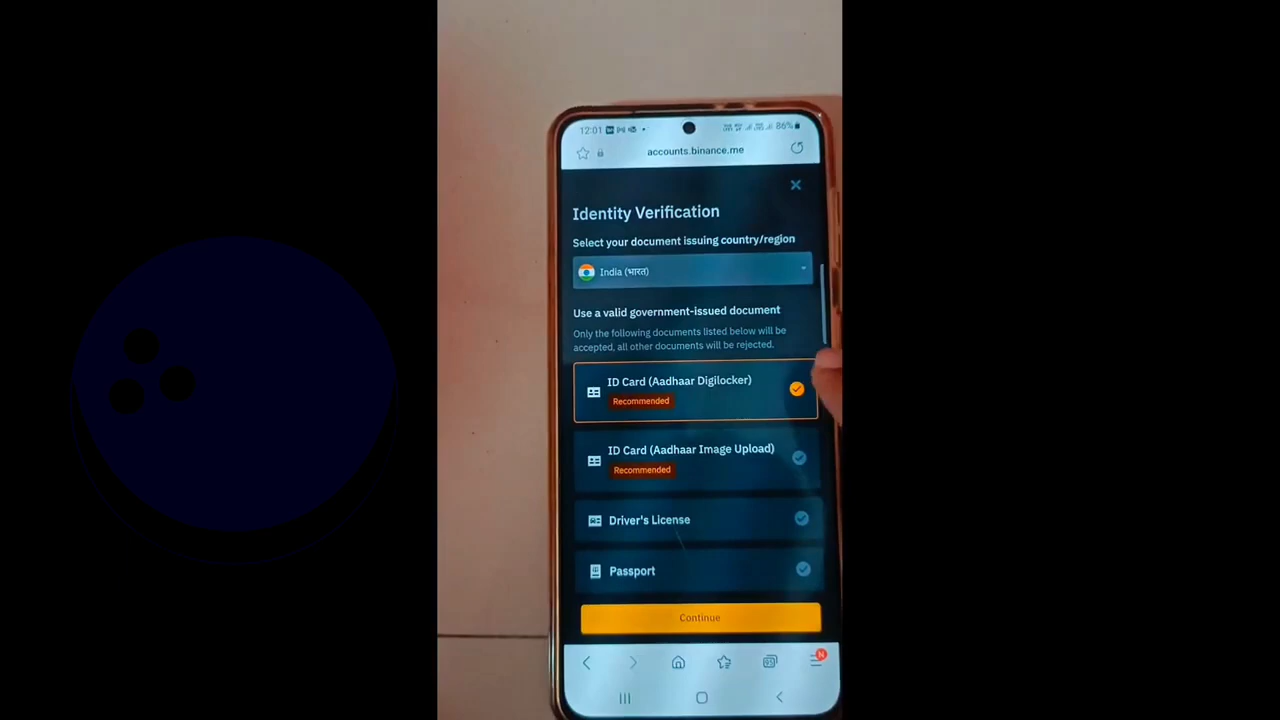 12:01
86%
accounts.binance.me
Identity Verification
Select your document issuing country/region
India (भारत)
Use a valid government-issued document
Only the following documents listed below will be
accepted, all other documents will be rejected.
ID Card (Aadhaar Digilocker)
Recommended
ID Card (Aadhaar Image Upload)
Recommended
Driver's License
Passport
Continue
N